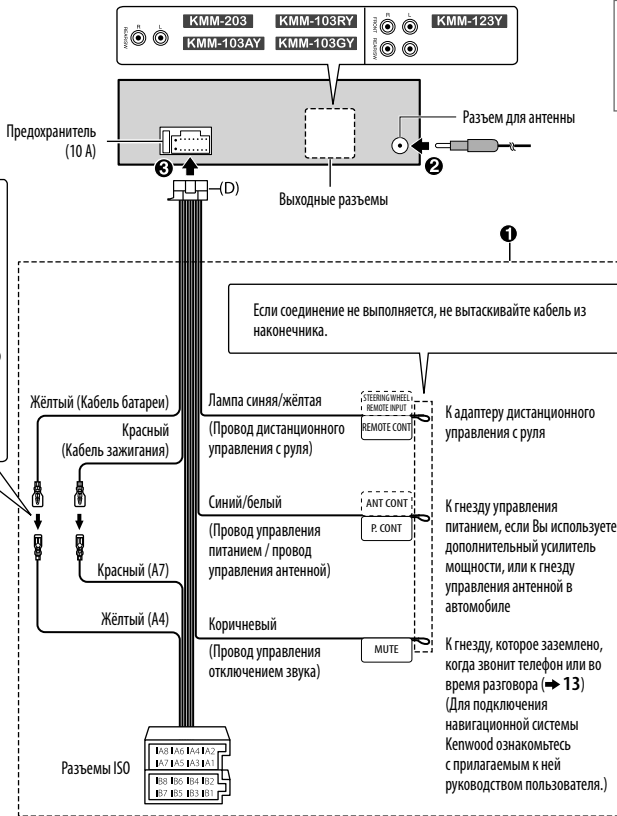 REAR/SW
R L
KMM-203 KMM-103RY
KMM-103AY KMM-103GY
R L
FRONT
REAR/SW
KMM-123Y
Предохранитель
(10 A)
Разъем для антенны
3
2
(D)
Выходные разъемы
1
Если соединение не выполняется, не вытаскивайте кабель из
наконечника.
Жёлтый (Кабель батареи)
Красный
(Кабель зажигания)
Красный (A7)
Жёлтый (A4)
Лампа синяя/жёлтая
(Провод дистанционного
управления с руля)
STEERING WHEEL
REMOTE INPUT
REMOTE CONT
К адаптеру дистанционного
управления с руля
Синий/белый
(Провод управления
питанием / провод
управления антенной)
ANT CONT
P. CONT
К гнезду управления
питанием, если Вы используете
дополнительный усилитель
мощности, или к гнезду
управления антенной в
автомобиле
Коричневый
(Провод управления
отключением звука)
MUTE
К гнезду, которое заземлено,
когда звонит телефон или во
время разговора (➡ 13)
(Для подключения
навигационной системы
Kenwood ознакомьтесь
с прилагаемым к ней
руководством пользователя.)
Разъемы ISO
A8 A6 A4 A2
A7 A5 A3 A1
B8 B6 B4 B2
B7 B5 B3 B1